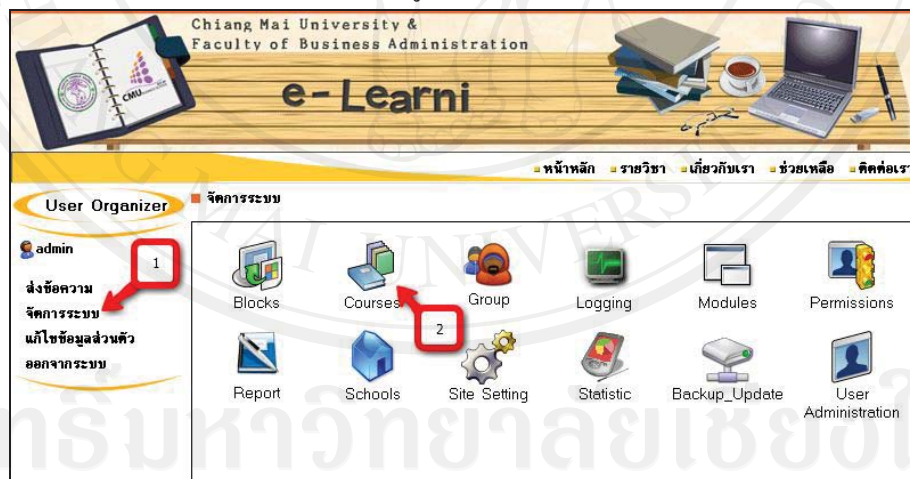 Chiang Mai University &
Faculty of Business Administration
e-Learni
CMU
หน้าหลัก รายวิชา เกี่ยวกับเรา ช่วยเหลือ ติดต่อเรา
User Organizer
จัดการระบบ
admin
1
ส่งข้อความ
จัดการระบบ
แก้ไขข้อมูลส่วนตัว
ออกจากระบบ
Blocks Courses Group Logging Modules Permissions
2
Report Schools Site Setting Statistic Backup_Update User Administration